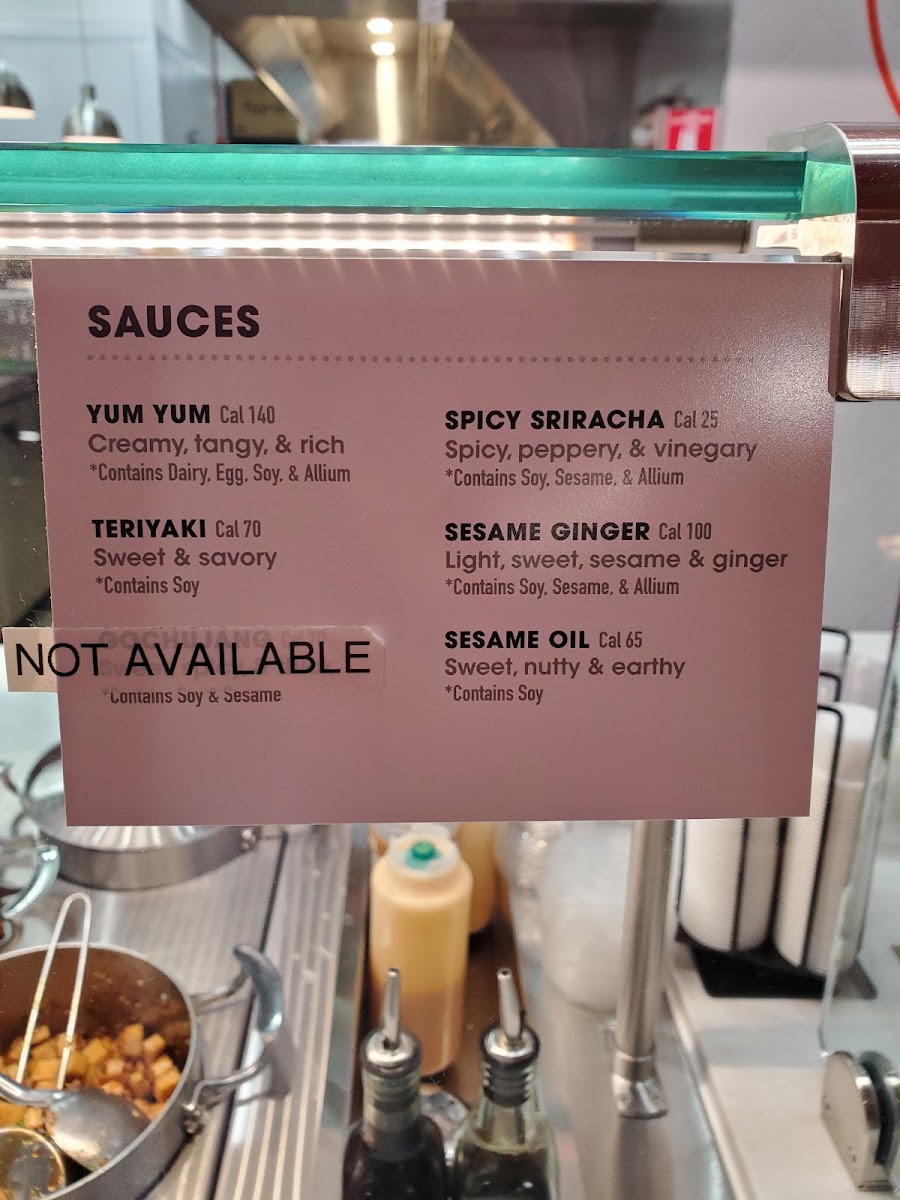 SAUCES
YUM YUM Cal 140
Creamy, tangy, & rich
*Contains Dairy, Egg, Soy, & Allium
TERIYAKI Cal 70
Sweet & savory
*Contains Soy
GOCHUJANG Cal 70
NOT AVAILABLE
*Contains Soy & Sesame
SPICY SRIRACHA Cal 25
Spicy, peppery, & vinegary
*Contains Soy, Sesame, & Allium
SESAME GINGER Cal 100
Light, sweet, sesame & ginger
*Contains Soy, Sesame, & Allium
SESAME OIL Cal 65
Sweet, nutty & earthy
*Contains Soy